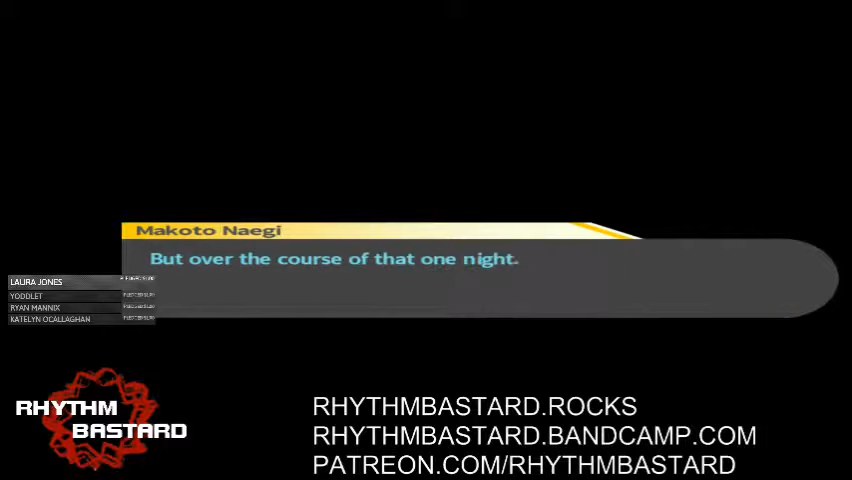 Makoto Naegi
But over the course of that one night.
LAURA JONES
YODDLET
RYAN MANNIX
KATELYN OCALLAGHAN
RHYTHM
BASTARD
RHYTHMBASTARD.ROCKS
RHYTHMBASTARD.BANDCAMP.COM
PATREON.COM/RHYTHMBASTARD